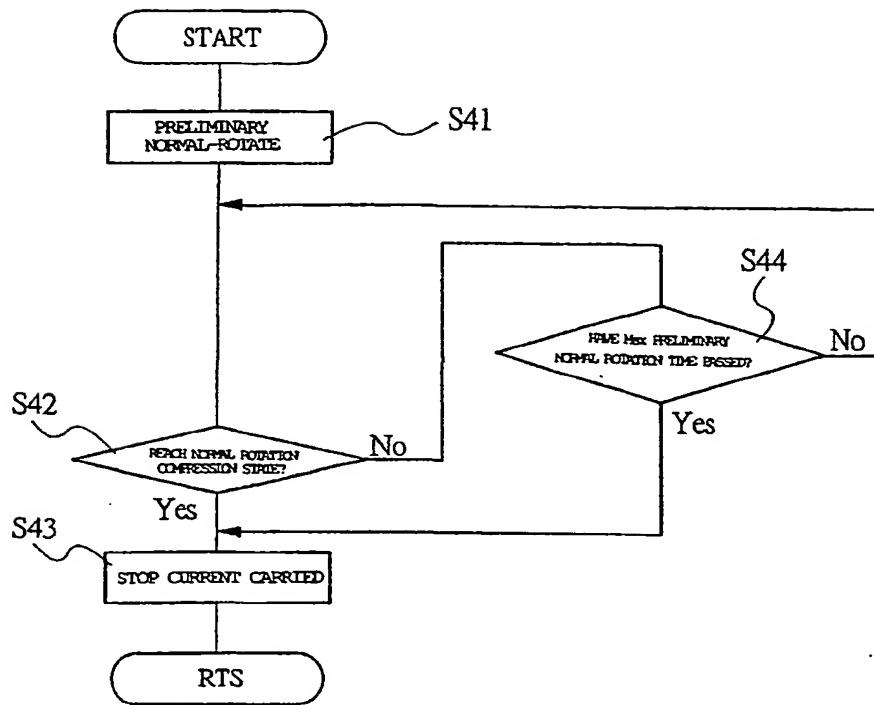 START
PRELIMINARY
NORMAL-ROTATE
S41
S44
HAVE Max PRELIMINARY
NORMAL ROTATION TIME BASSED?
No
Yes
S42
REACH NORMAL ROTATION
COMPRESSION STATE?
No
Yes
S43
STOP CURRENT CARRIED
RTS